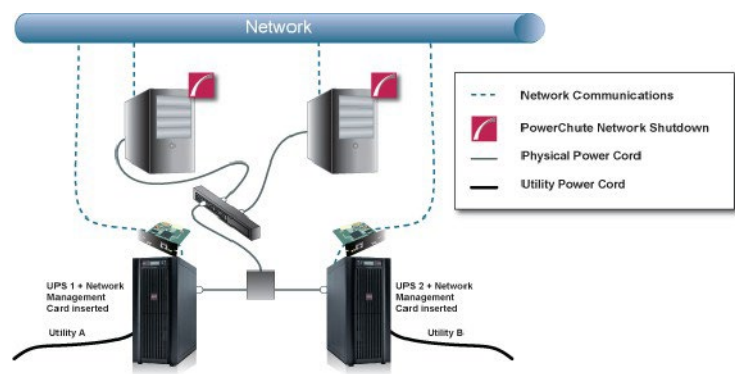 Network
Network Communications
PowerChute Network Shutdown
Physical Power Cord
Utility Power Cord
UPS 1 + Network
Management
Card inserted
Utility A
UPS 2 + Network
Management
Card inserted
Utility B